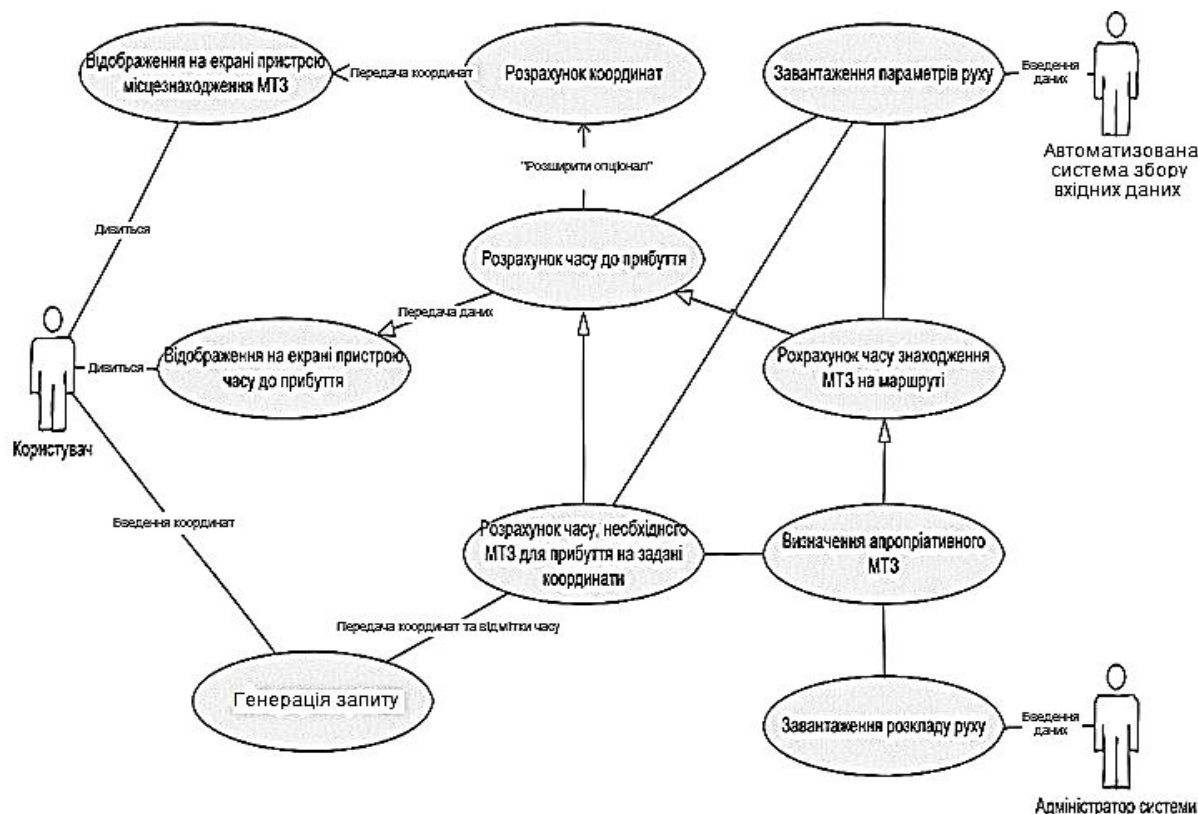 Відображення на екрані пристрою
місцезнаходження МТЗ
Передача координат
Розрахунок координат
Завантаження параметрів руху
Введення
даних
Автоматизована
система збору
вхідних даних
"Розширити опціонал"
Дивиться
Розрахунок часу до прибуття
Передача даних
Відображення на екрані пристрою
часу до прибуття
Дивиться
Користувач
Рохрахунок часу знаходження
МТЗ на маршруті
Введення координат
Розрахунок часу, необхідного
МТЗ для прибуття на задані
координати
Визначення апропріативного
МТЗ
Передача координат та відмітки часу
Генерація запиту
Завантаження розкладу руху
Введення
даних
Адміністратор системи